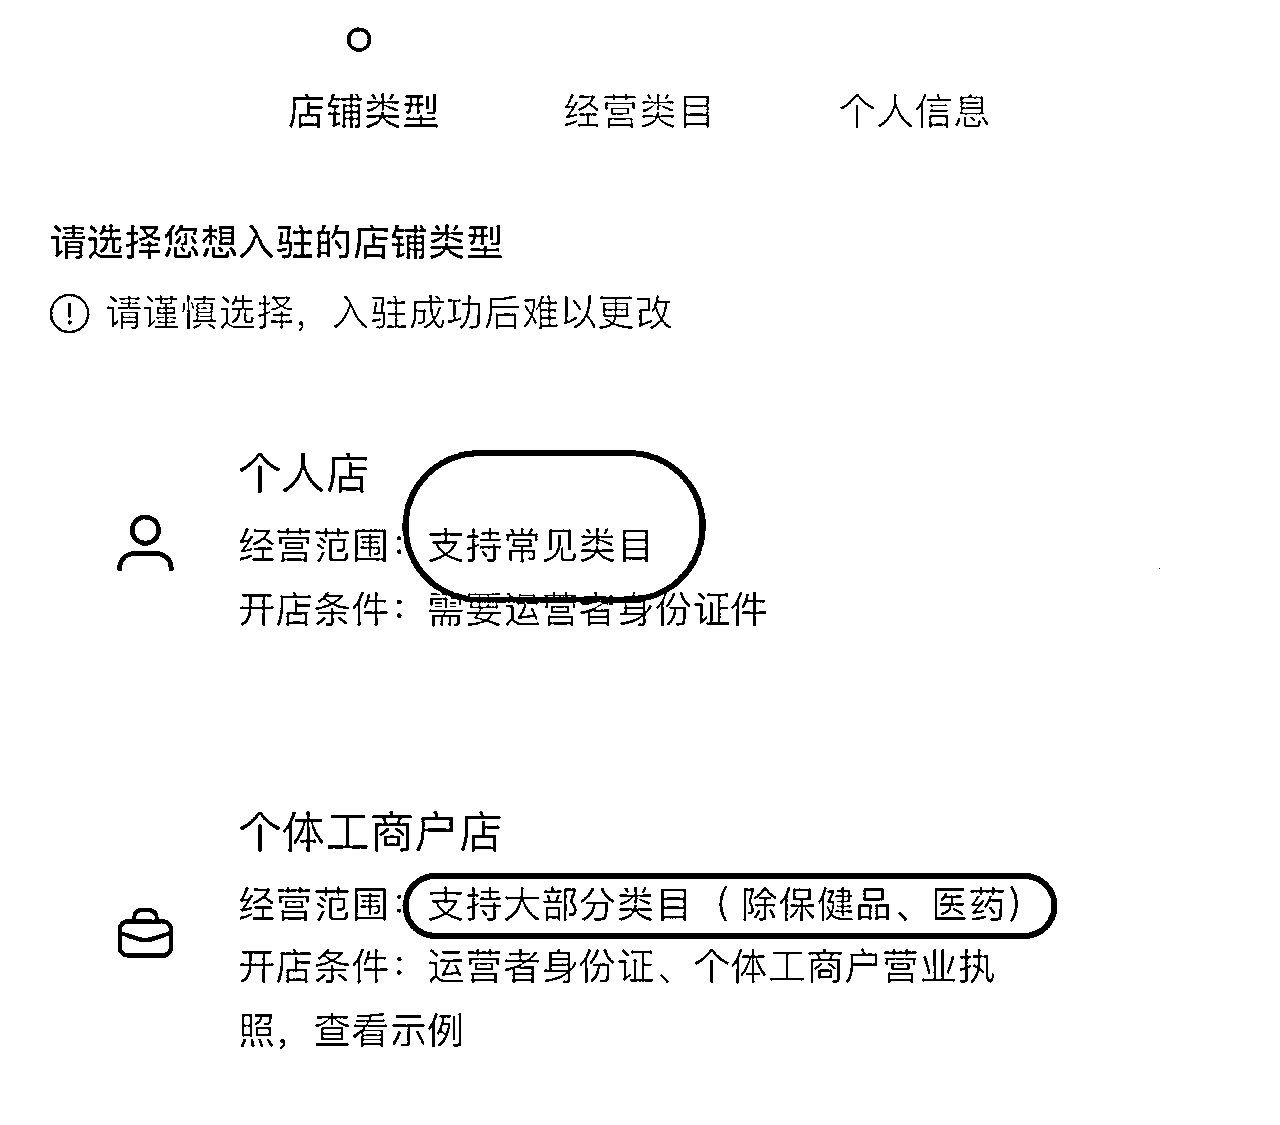 店铺类型 经营类目 个人信息
请选择您想入驻的店铺类型
请谨慎选择，入驻成功后难以更改
个人店
经营范围：支持常见类目
开店条件：需要运营者身份证件
个体工商户店
经营范围：支持大部分类目（除保健品、医药）
开店条件：运营者身份证、个体工商户营业执
照，查看示例